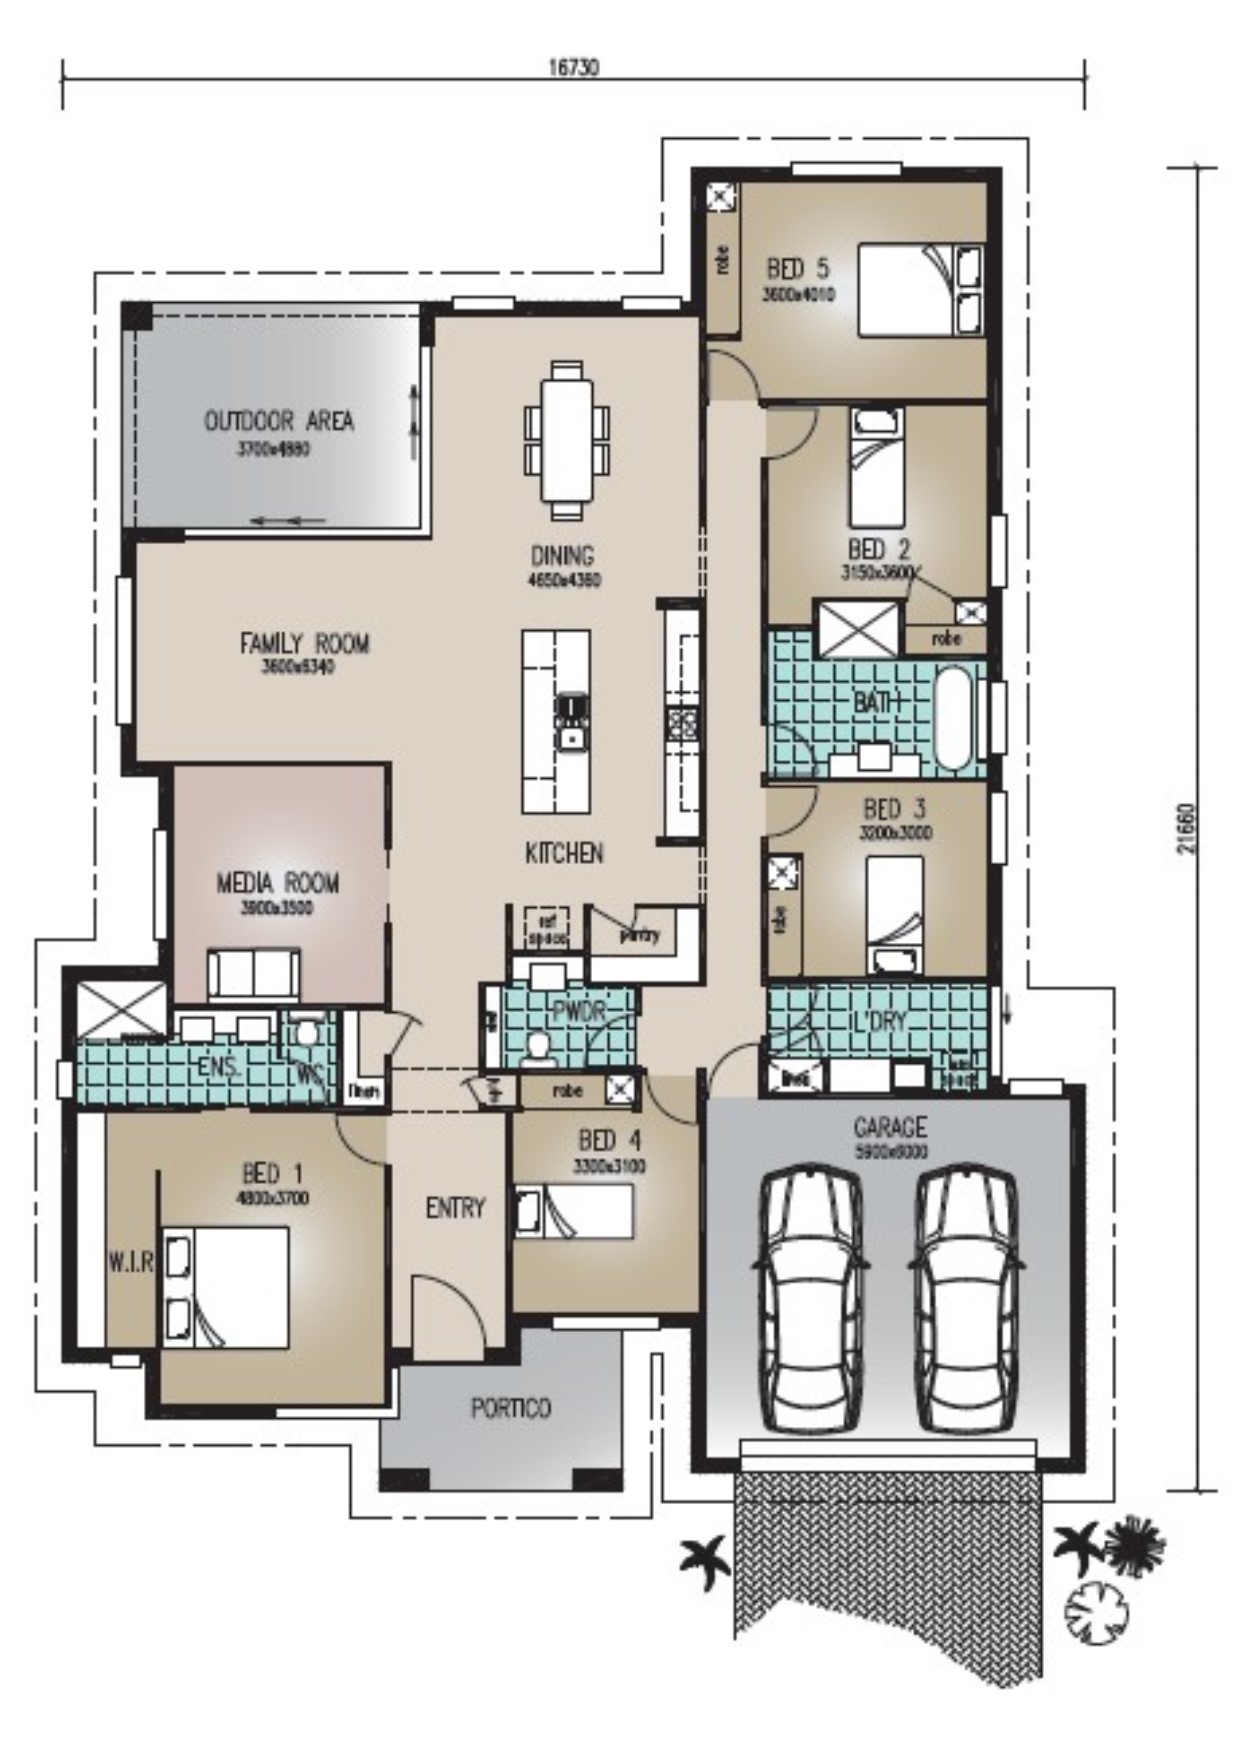 16730
BED 5
3600x4010
robe
OUTDOOR AREA
3700x4880
BED 2
3150x3600
robe
DINING
4650x4360
FAMILY ROOM
3600x6340
BATH
21660
BED 3
3200x3000
robe
KITCHEN
MEDIA ROOM
3900x3500
ref
space
pantry
PWDR
L'DRY
ENS.
WC
linen
linen
robe
GARAGE
5900x6000
BED 4
3300x3100
BED 1
4800x3700
ENTRY
W.I.R
PORTICO